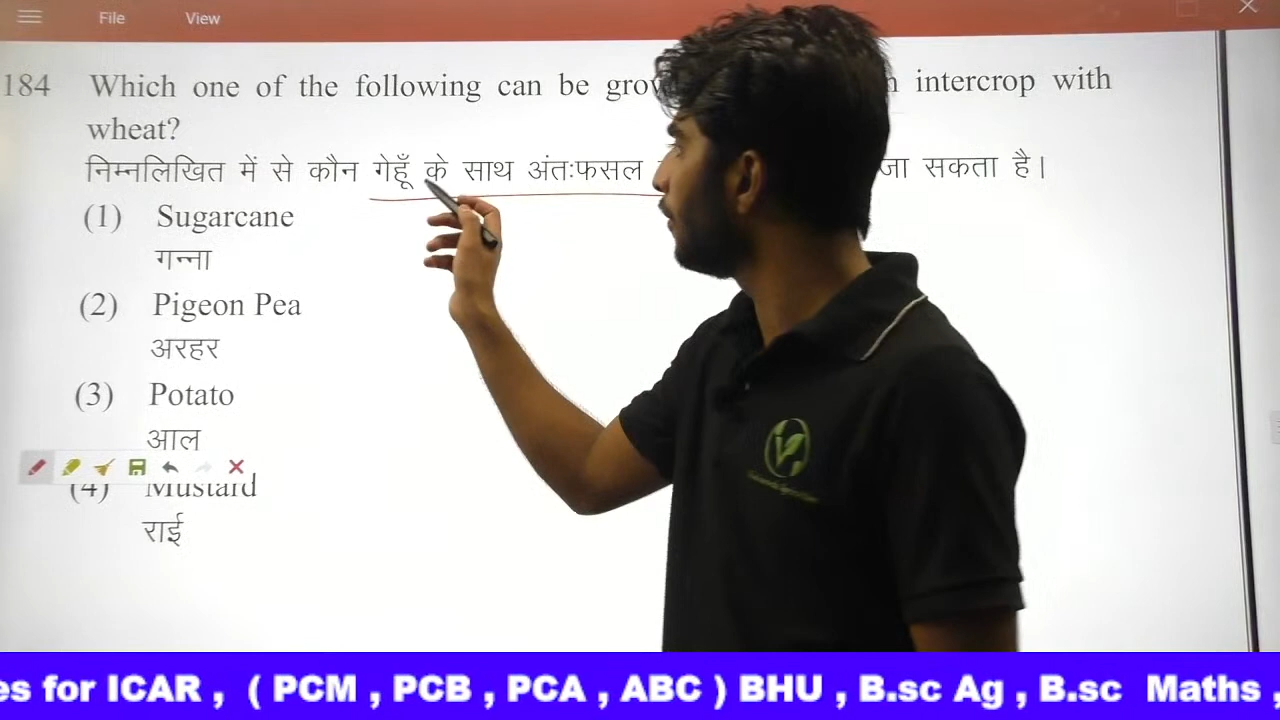 File View
184 Which one of the following can be grow intercrop with
wheat?
निम्नलिखित में से कौन गेहूँ के साथ अंतःफसल जा सकता है।
(1) Sugarcane
गन्ना
(2) Pigeon Pea
अरहर
(3) Potato
आल
(4) Mustard
राई
es for ICAR , ( PCM , PCB , PCA , ABC ) BHU , B.sc Ag , B.sc Maths ,